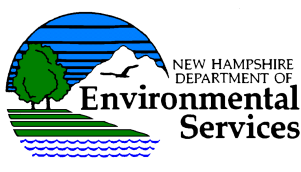 NEW HAMPSHIRE
DEPARTMENT OF
Environmental
Services